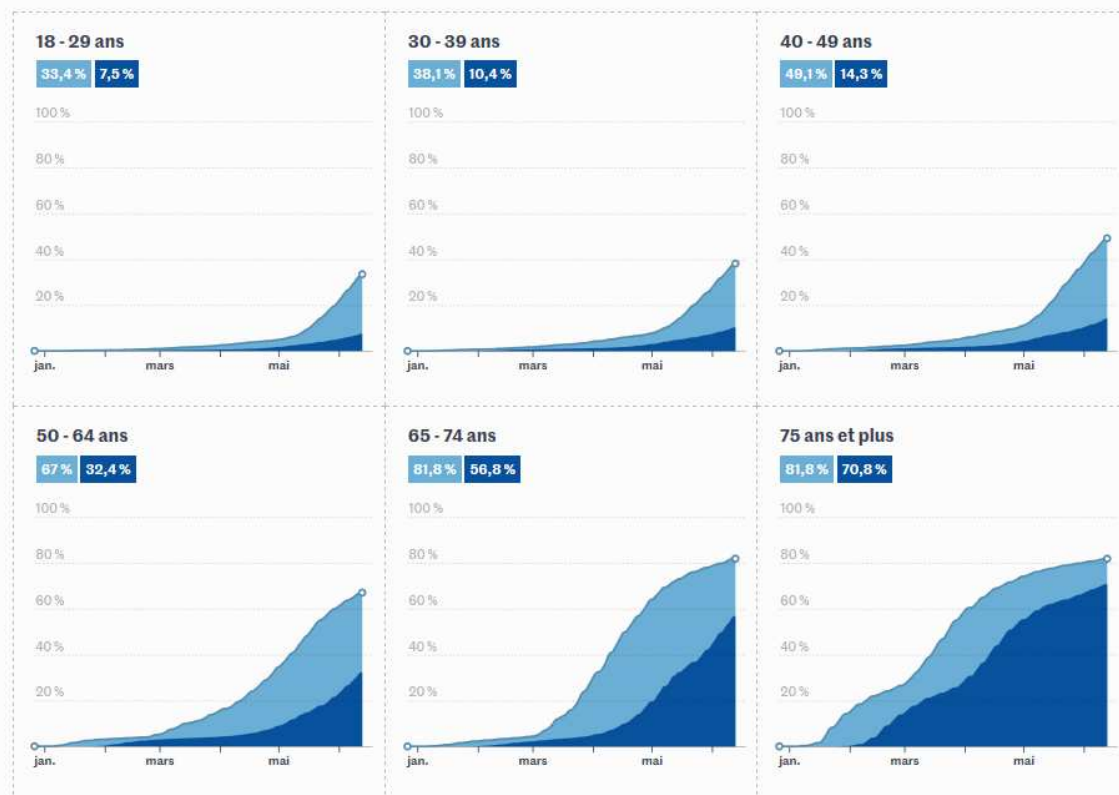 18 - 29 ans
33,4 % 7,5 %
100 %
80 %
60 %
40 %
20 %
jan. mars mai
30 - 39 ans
38,1 % 10,4 %
100 %
80 %
60 %
40 %
20 %
jan. mars mai
40 - 49 ans
49,1 % 14,3 %
100 %
80 %
60 %
40 %
20 %
jan. mars mai
50 - 64 ans
67 % 32,4 %
100 %
80 %
60 %
40 %
20 %
jan. mars mai
65 - 74 ans
81,8 % 56,8 %
100 %
80 %
60 %
40 %
20 %
jan. mars mai
75 ans et plus
81,8 % 70,8 %
100 %
80 %
60 %
40 %
20 %
jan. mars mai